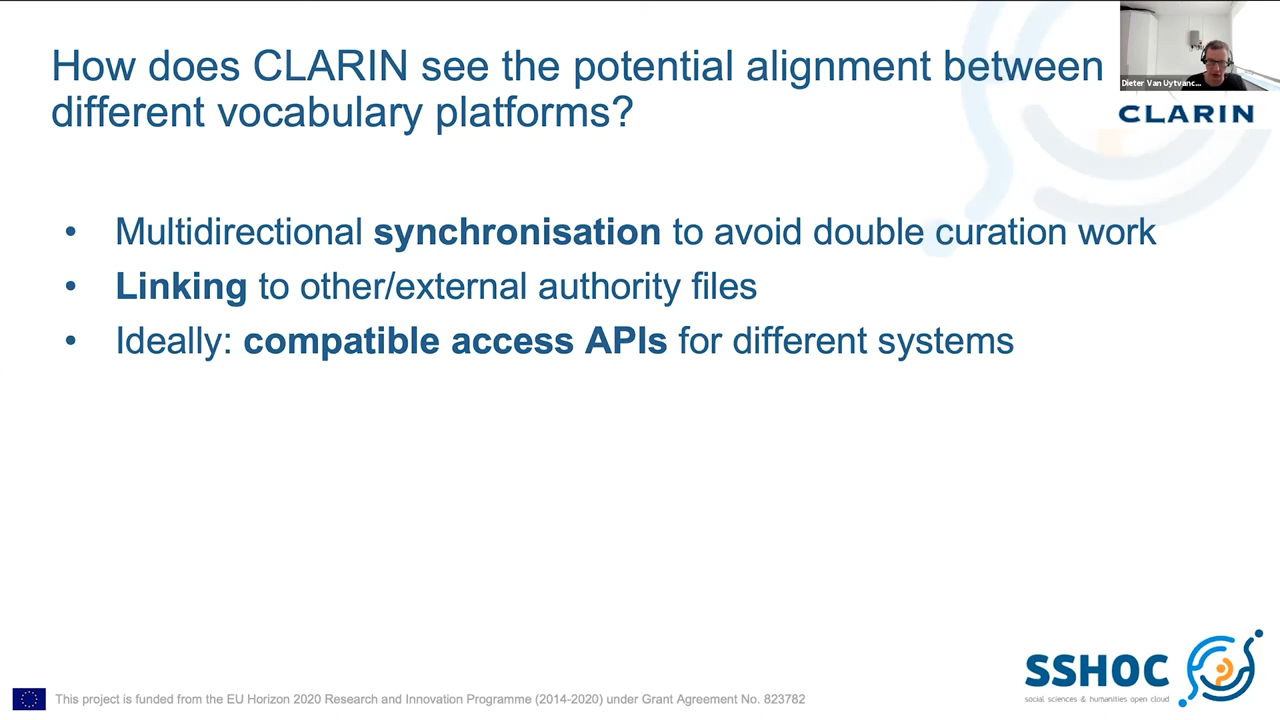 How does CLARIN see the potential alignment between
different vocabulary platforms?
Dieter Van Uytvanc...
CLARIN
• Multidirectional synchronisation to avoid double curation work
• Linking to other/external authority files
• Ideally: compatible access APIs for different systems
SSHOC
social sciences & humanities open cloud
This project is funded from the EU Horizon 2020 Research and Innovation Programme (2014-2020) under Grant Agreement No. 823782